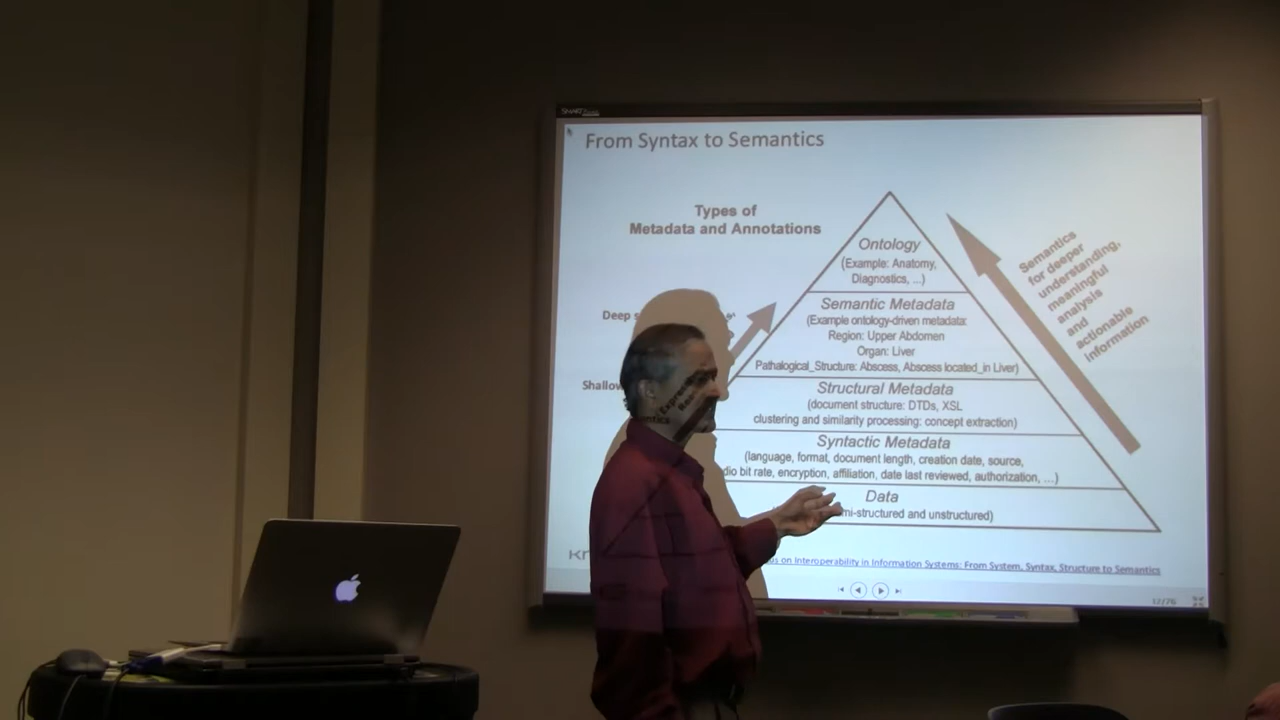 SMART
From Syntax to Semantics
Types of
Metadata and Annotations
Ontology
(Example: Anatomy,
Diagnostics, ...)
Semantic Metadata
(Example ontology-driven metadata:
Region: Upper Abdomen
Organ: Liver
Pathalogical_Structure: Abscess, Abscess located_in Liver)
Structural Metadata
(document structure: DTDs, XSL
clustering and similarity processing: concept extraction)
Syntactic Metadata
(language, format, document length, creation date, source,
bit rate, encryption, affiliation, date last reviewed, authorization, ...)
Data
and unstructured)
Semantics
for deeper
understanding,
meaningful
analysis
and
actionable
information
Deep
Shallow
on Interoperability in Information Systems: From System, Syntax, Structure to Semantics
12/76